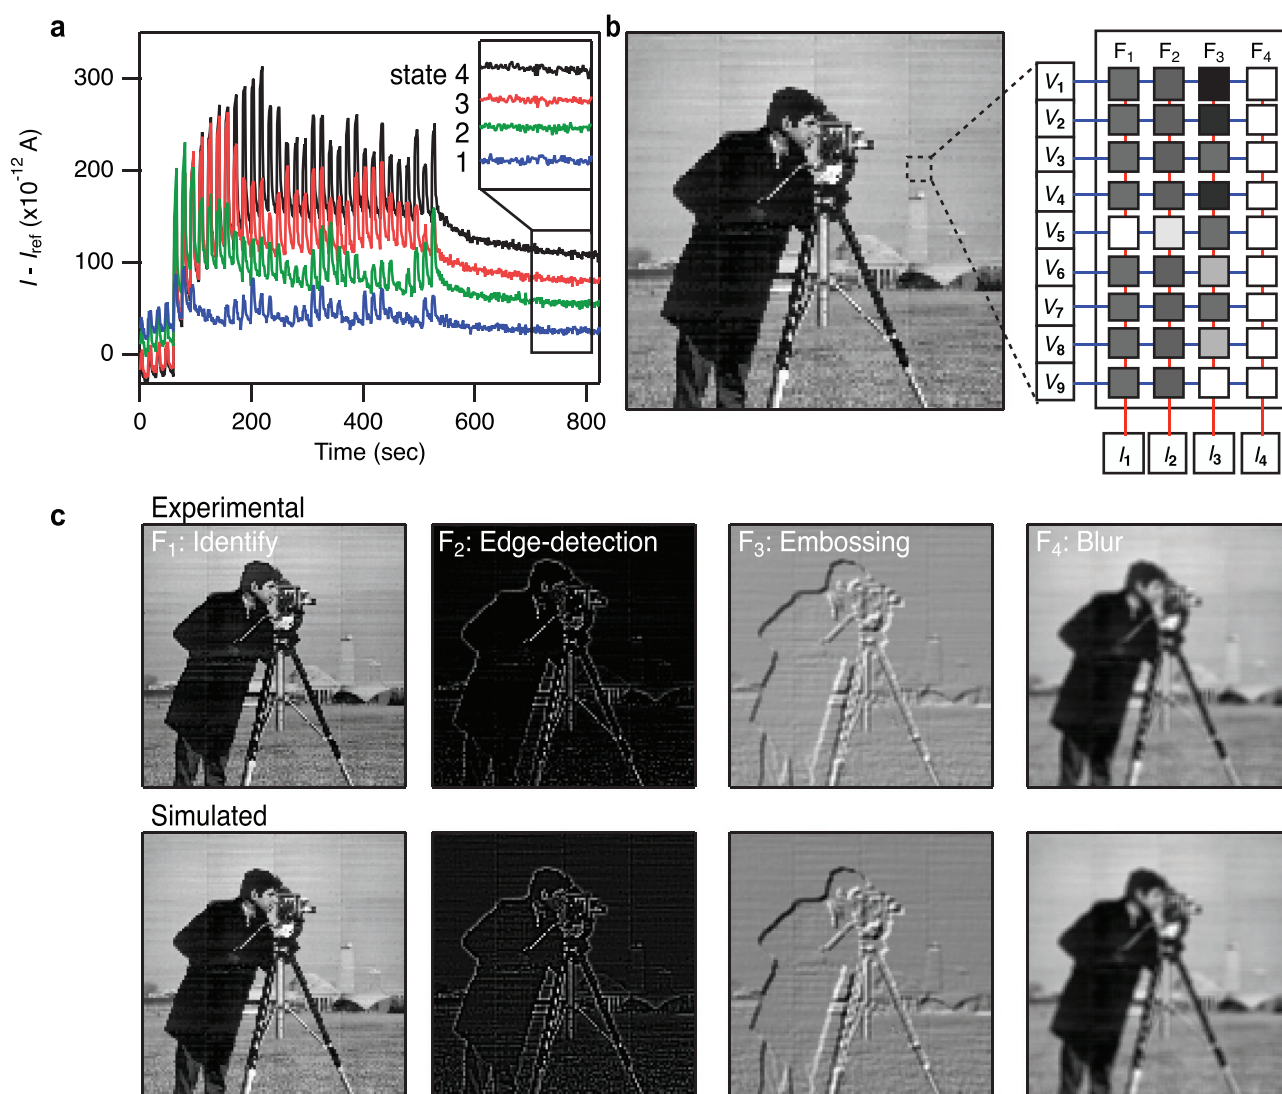 a
I - I_ref (x10^-12 A)
300
200
100
0
0
200
400
600
800
Time (sec)
state 4
3
2
1
b
F1 F2 F3 F4
V1
V2
V3
V4
V5
V6
V7
V8
V9
I1 I2 I3 I4
c
Experimental
F1: Identify
F2: Edge-detection
F3: Embossing
F4: Blur
Simulated